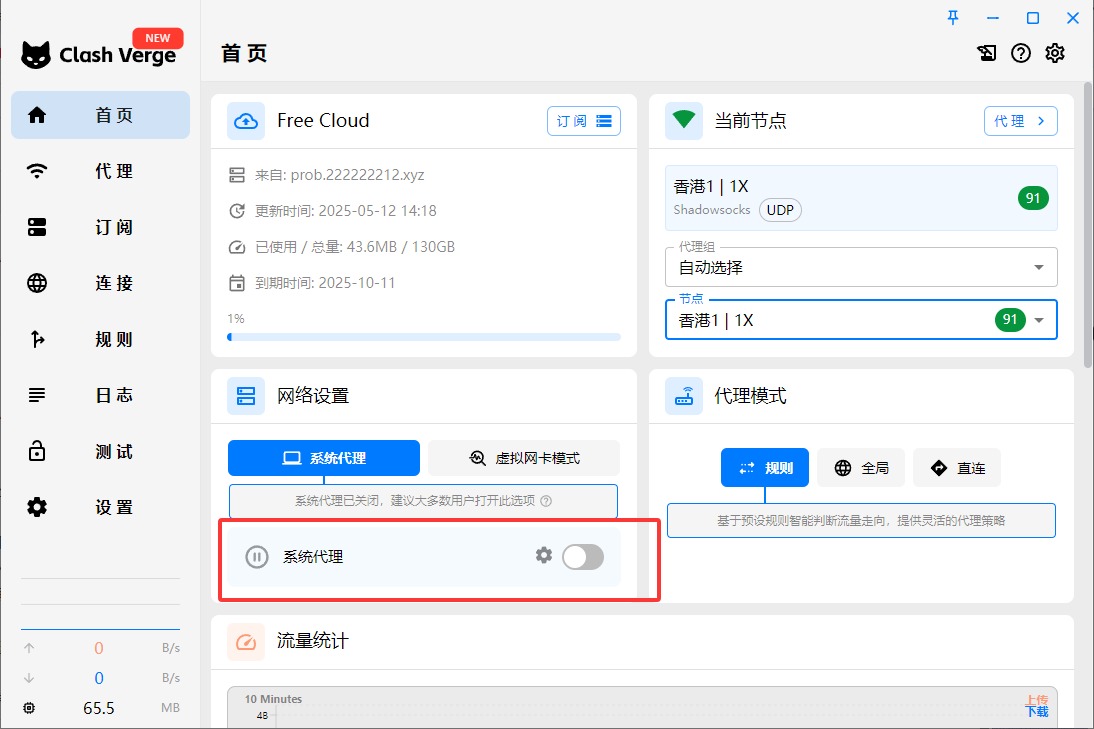 NEW
Clash Verge
首 页
首 页
代 理
订 阅
连 接
规 则
日 志
测 试
设 置
0 B/s
0 B/s
65.5 MB
Free Cloud
订 阅
来自: prob.222222212.xyz
更新时间: 2025-05-12 14:18
已使用 / 总量: 43.6MB / 130GB
到期时间: 2025-10-11
1%
当前节点
代 理
香港1 | 1X
Shadowsocks UDP
91
代理组
自动选择
节点
香港1 | 1X 91
网络设置
系统代理 虚拟网卡模式
系统代理已关闭，建议大多数用户打开此选项
系统代理
代理模式
规则 全局 直连
基于预设规则智能判断流量走向，提供灵活的代理策略
流量统计
10 Minutes
4B
上传
下载